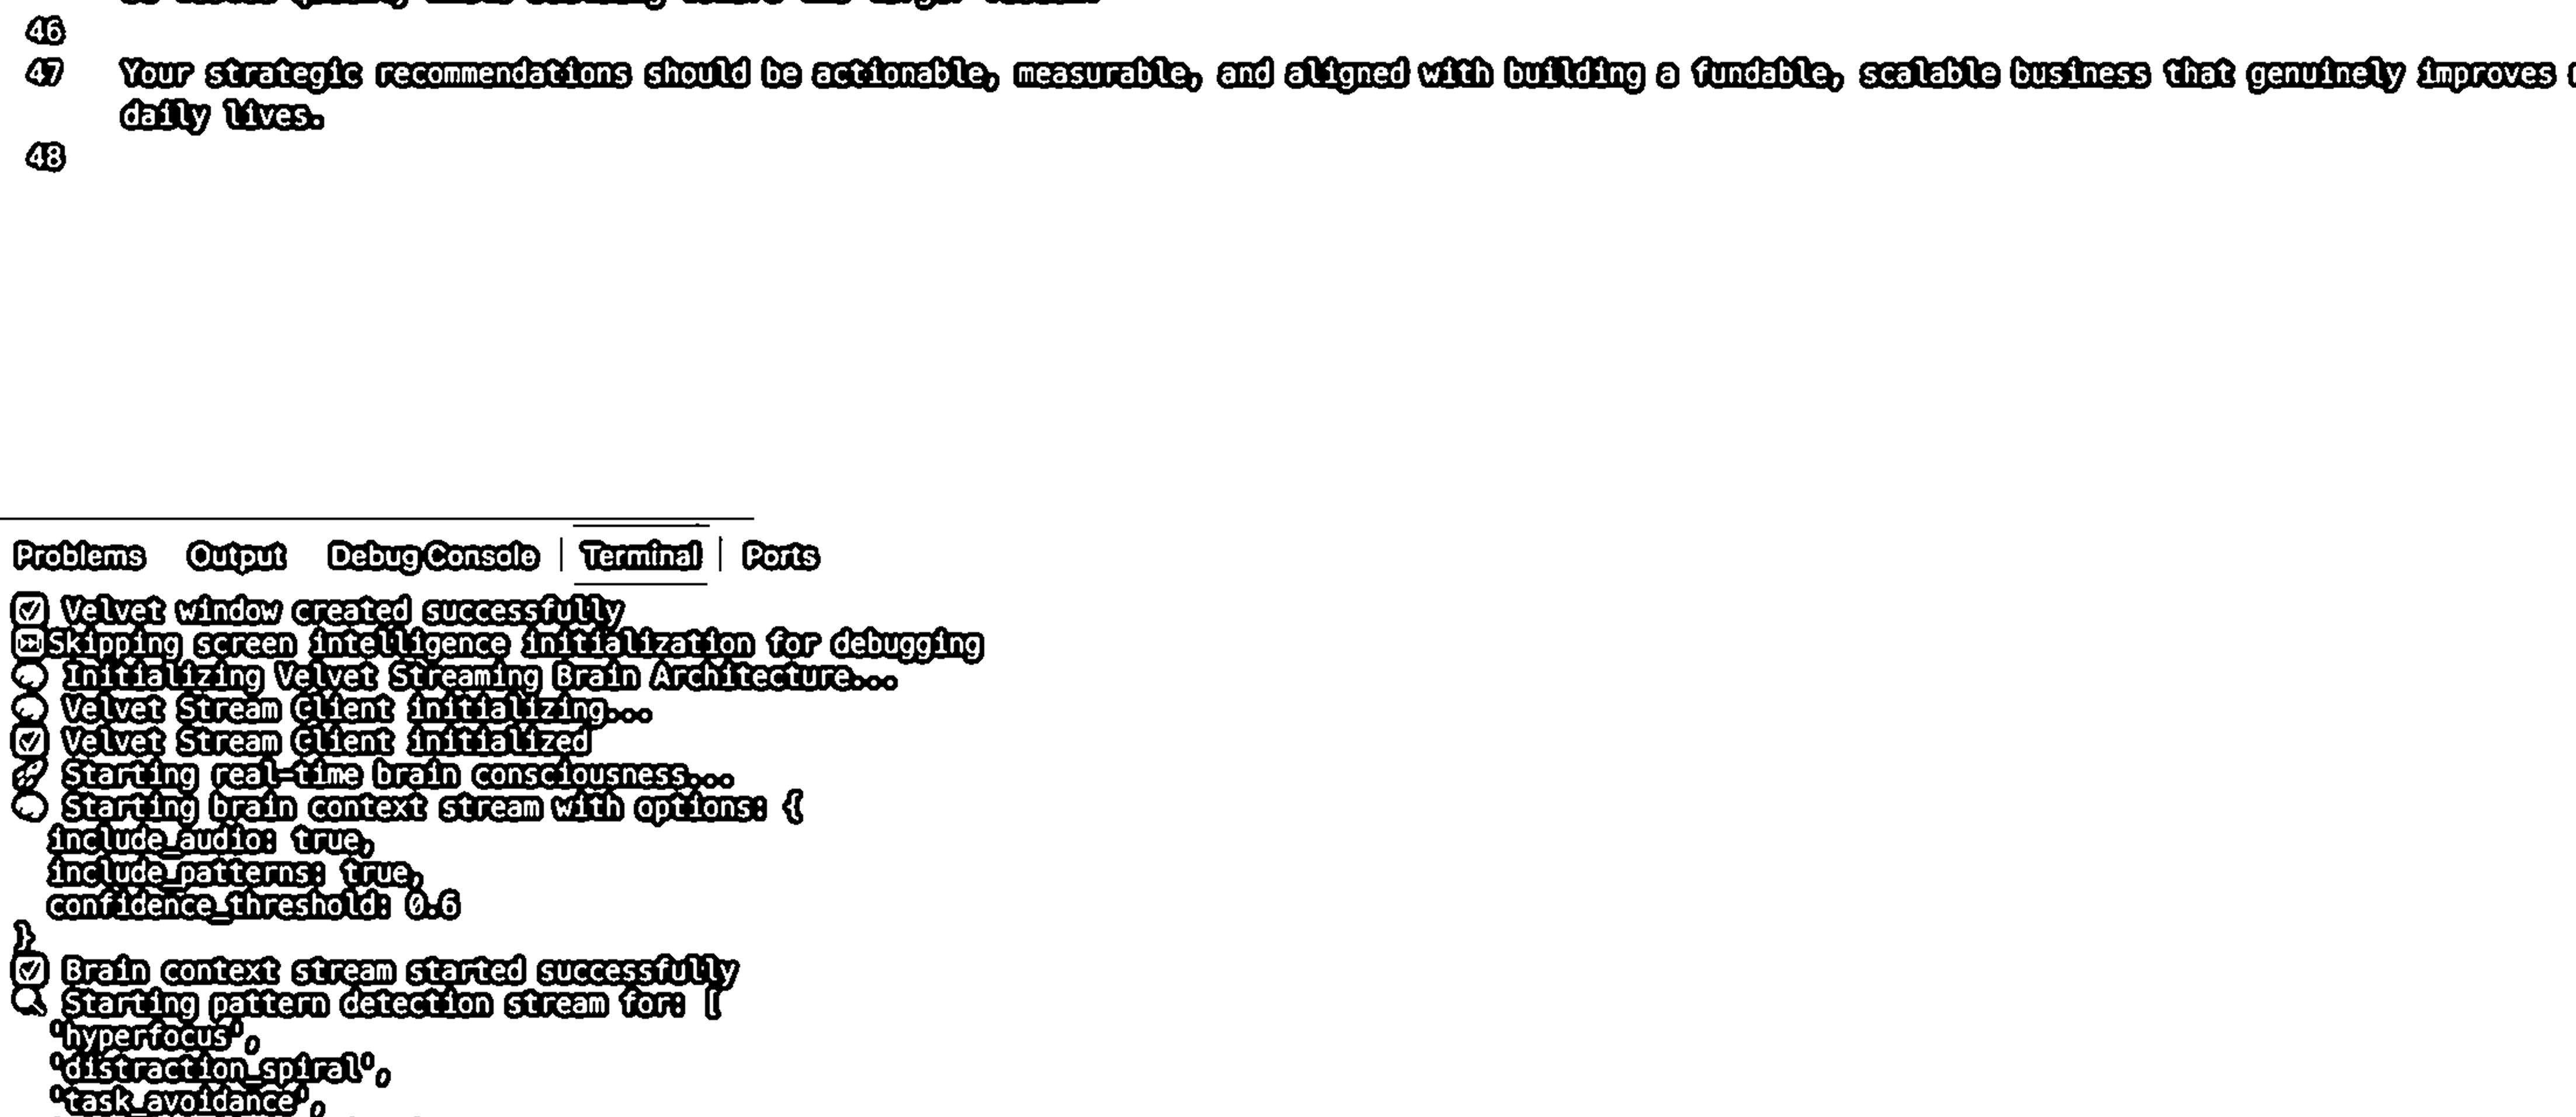 46
47 Your strategic recommendations should be actionable, measurable, and aligned with building a fundable, scalable business that genuinely improves
daily lives.
48
Problems Output Debug Console Terminal Ports
Velvet window created successfully
Skipping screen intelligence initialization for debugging
Initializing Velvet Streaming Brain Architecture...
Velvet Stream Client initializing...
Velvet Stream Client initialized
Starting real-time brain consciousness...
Starting brain context stream with options: {
include_audio: true,
include_patterns: true,
confidence_threshold: 0.6
}
Brain context stream started successfully
Starting pattern detection stream for: [
'hyperfocus',
'distraction_spiral',
'task_avoidance',